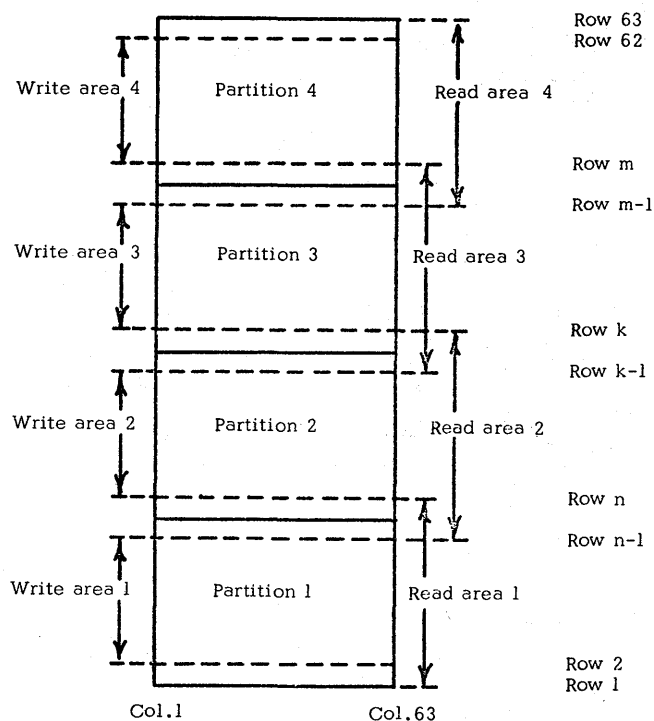 Row 63
Row 62
Write area 4 Partition 4 Read area 4
Row m
Row m-1
Write area 3 Partition 3 Read area 3
Row k
Row k-1
Write area 2 Partition 2 Read area 2
Row n
Row n-1
Write area 1 Partition 1 Read area 1
Row 2
Row 1
Col.1 Col.63